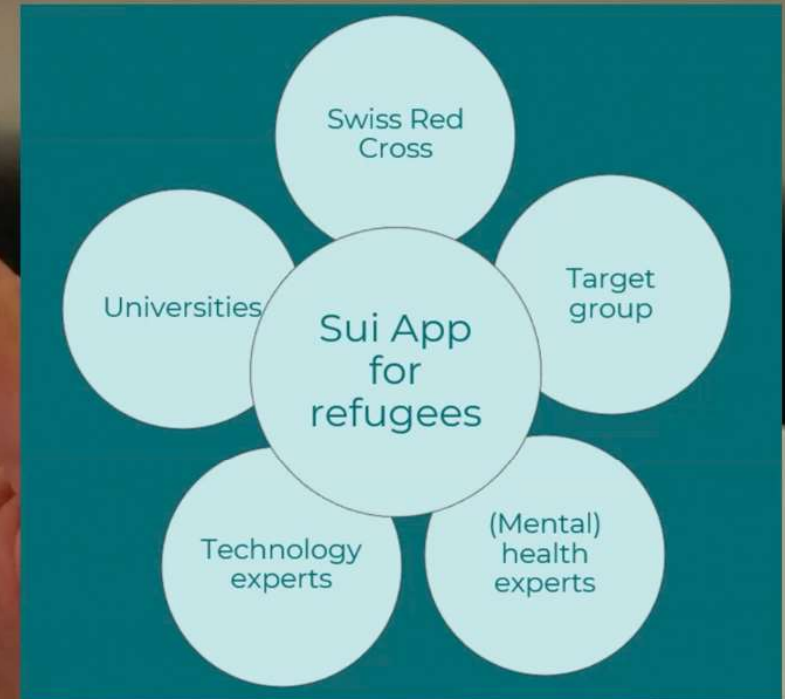 Swiss Red
Cross
Universities
Target
group
Sui App
for
refugees
Technology
experts
(Mental)
health
experts